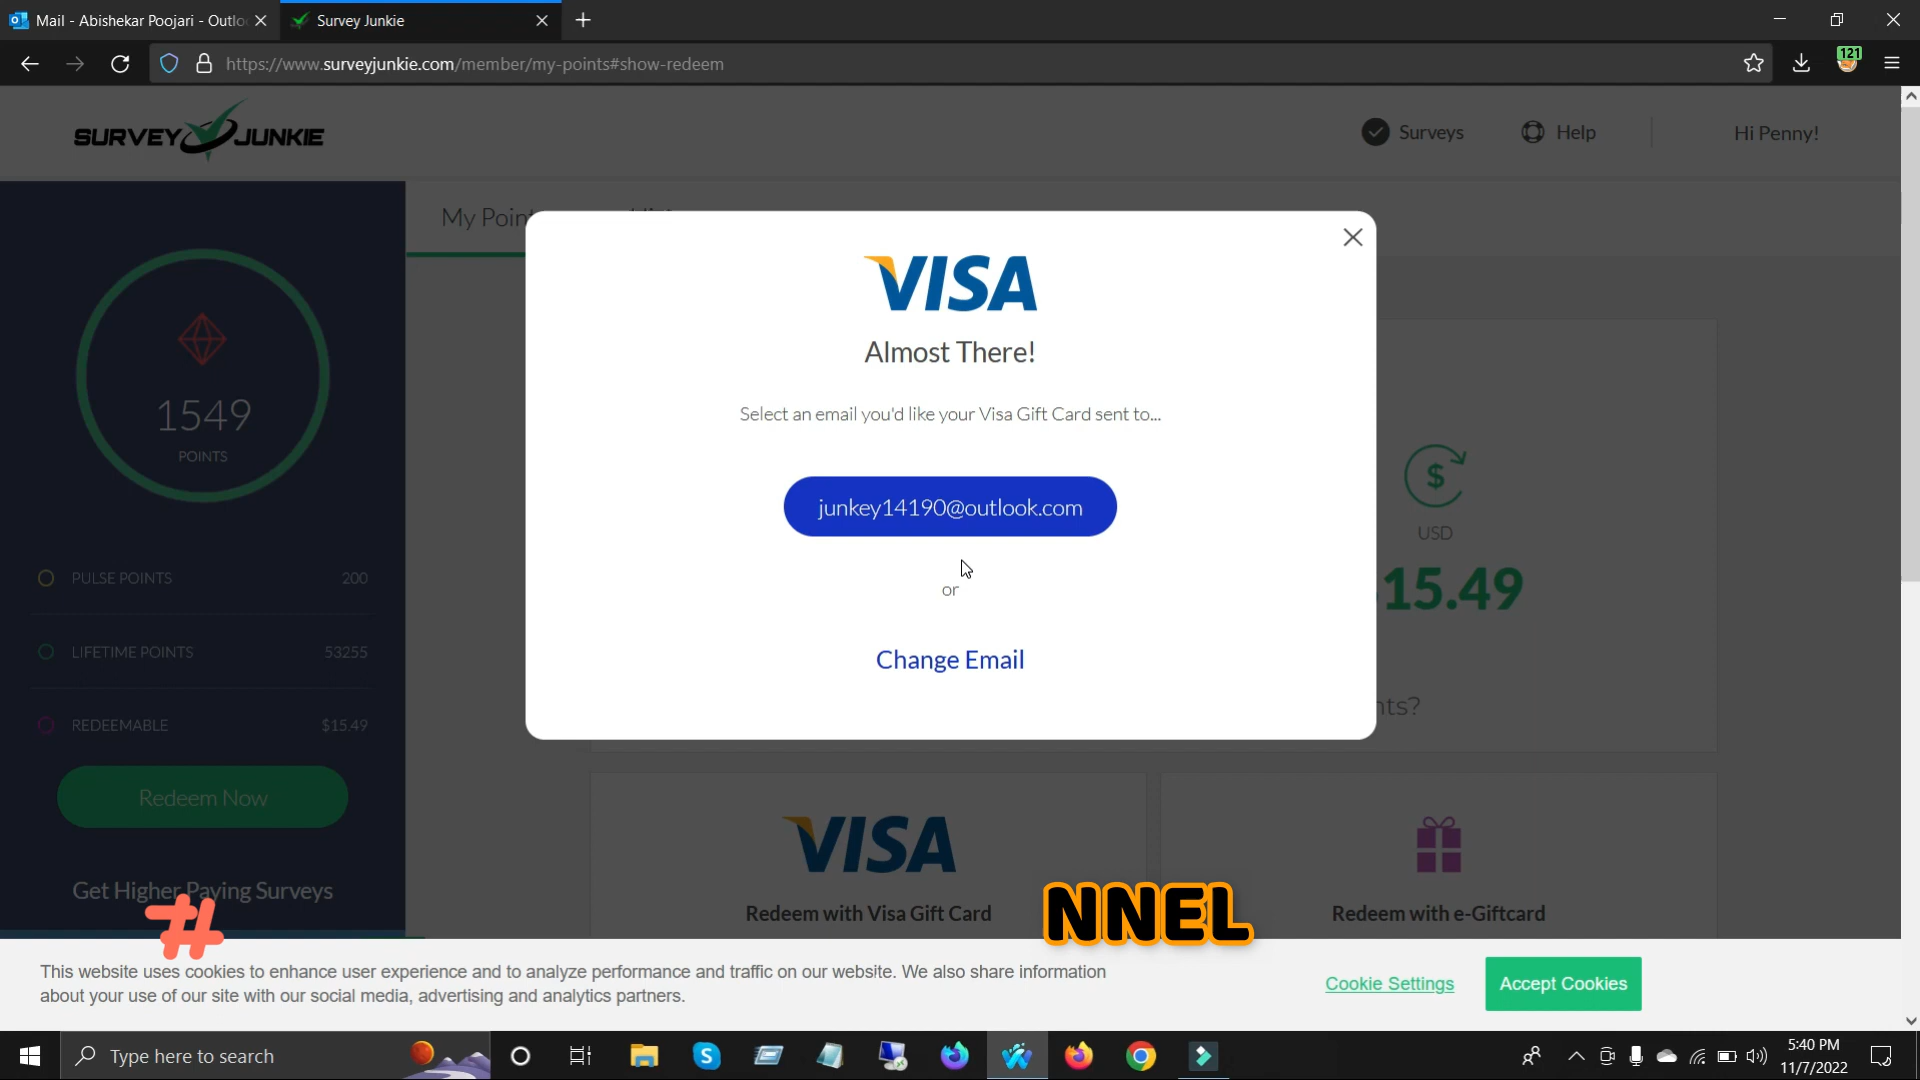 Mail - Abishekar Poojari - Outlo
Survey Junkie
https://www.surveyjunkie.com/member/my-points#show-redeem
121
SURVEY JUNKIE
Surveys
Help
Hi Penny!
My Point
1549
POINTS
PULSE POINTS 200
LIFETIME POINTS 53255
REDEEMABLE $15.49
Redeem Now
Get Higher Paying Surveys
VISA
Almost There!
Select an email you'd like your Visa Gift Card sent to...
junkey14190@outlook.com
or
Change Email
$
USD
15.49
nts?
VISA
Redeem with Visa Gift Card
Redeem with e-Giftcard
#
NNEL
This website uses cookies to enhance user experience and to analyze performance and traffic on our website. We also share information
about your use of our site with our social media, advertising and analytics partners.
Cookie Settings
Accept Cookies
Type here to search
5:40 PM
11/7/2022